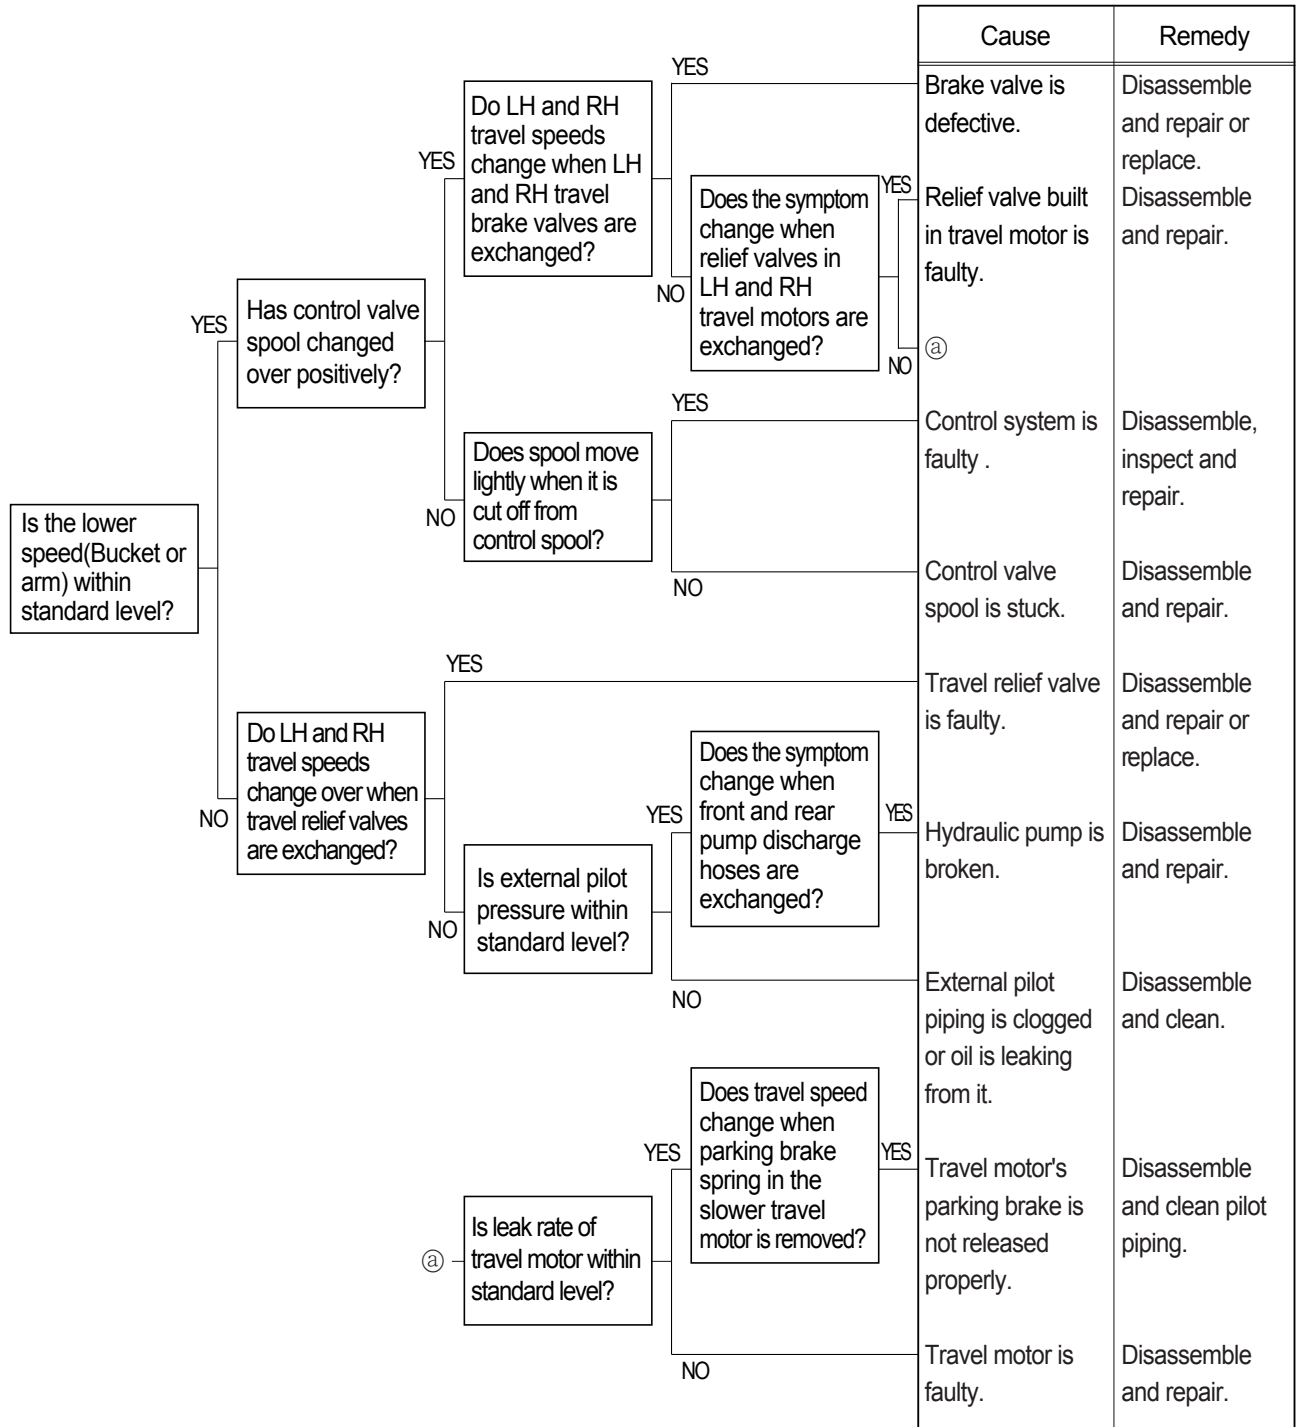 Cause
Remedy
YES
Brake valve is
defective.
Disassemble
and repair or
replace.
Do LH and RH
travel speeds
change when LH
and RH travel
brake valves are
exchanged?
YES
YES
Does the symptom
change when
relief valves in
LH and RH
travel motors are
exchanged?
NO
Relief valve built
in travel motor is
faulty.
Disassemble
and repair.
NO
ⓐ
YES
Has control valve
spool changed
over positively?
YES
Control system is
faulty .
Disassemble,
inspect and
repair.
Does spool move
lightly when it is
cut off from
control spool?
NO
NO
Control valve
spool is stuck.
Disassemble
and repair.
Is the lower
speed(Bucket or
arm) within
standard level?
YES
Travel relief valve
is faulty.
Disassemble
and repair or
replace.
Do LH and RH
travel speeds
change over when
travel relief valves
are exchanged?
NO
Does the symptom
change when
front and rear
pump discharge
hoses are
exchanged?
YES
YES
Hydraulic pump is
broken.
Disassemble
and repair.
Is external pilot
pressure within
standard level?
NO
NO
External pilot
piping is clogged
or oil is leaking
from it.
Disassemble
and clean.
Does travel speed
change when
parking brake
spring in the
slower travel
motor is removed?
YES
YES
Travel motor's
parking brake is
not released
properly.
Disassemble
and clean pilot
piping.
ⓐ
Is leak rate of
travel motor within
standard level?
NO
Travel motor is
faulty.
Disassemble
and repair.